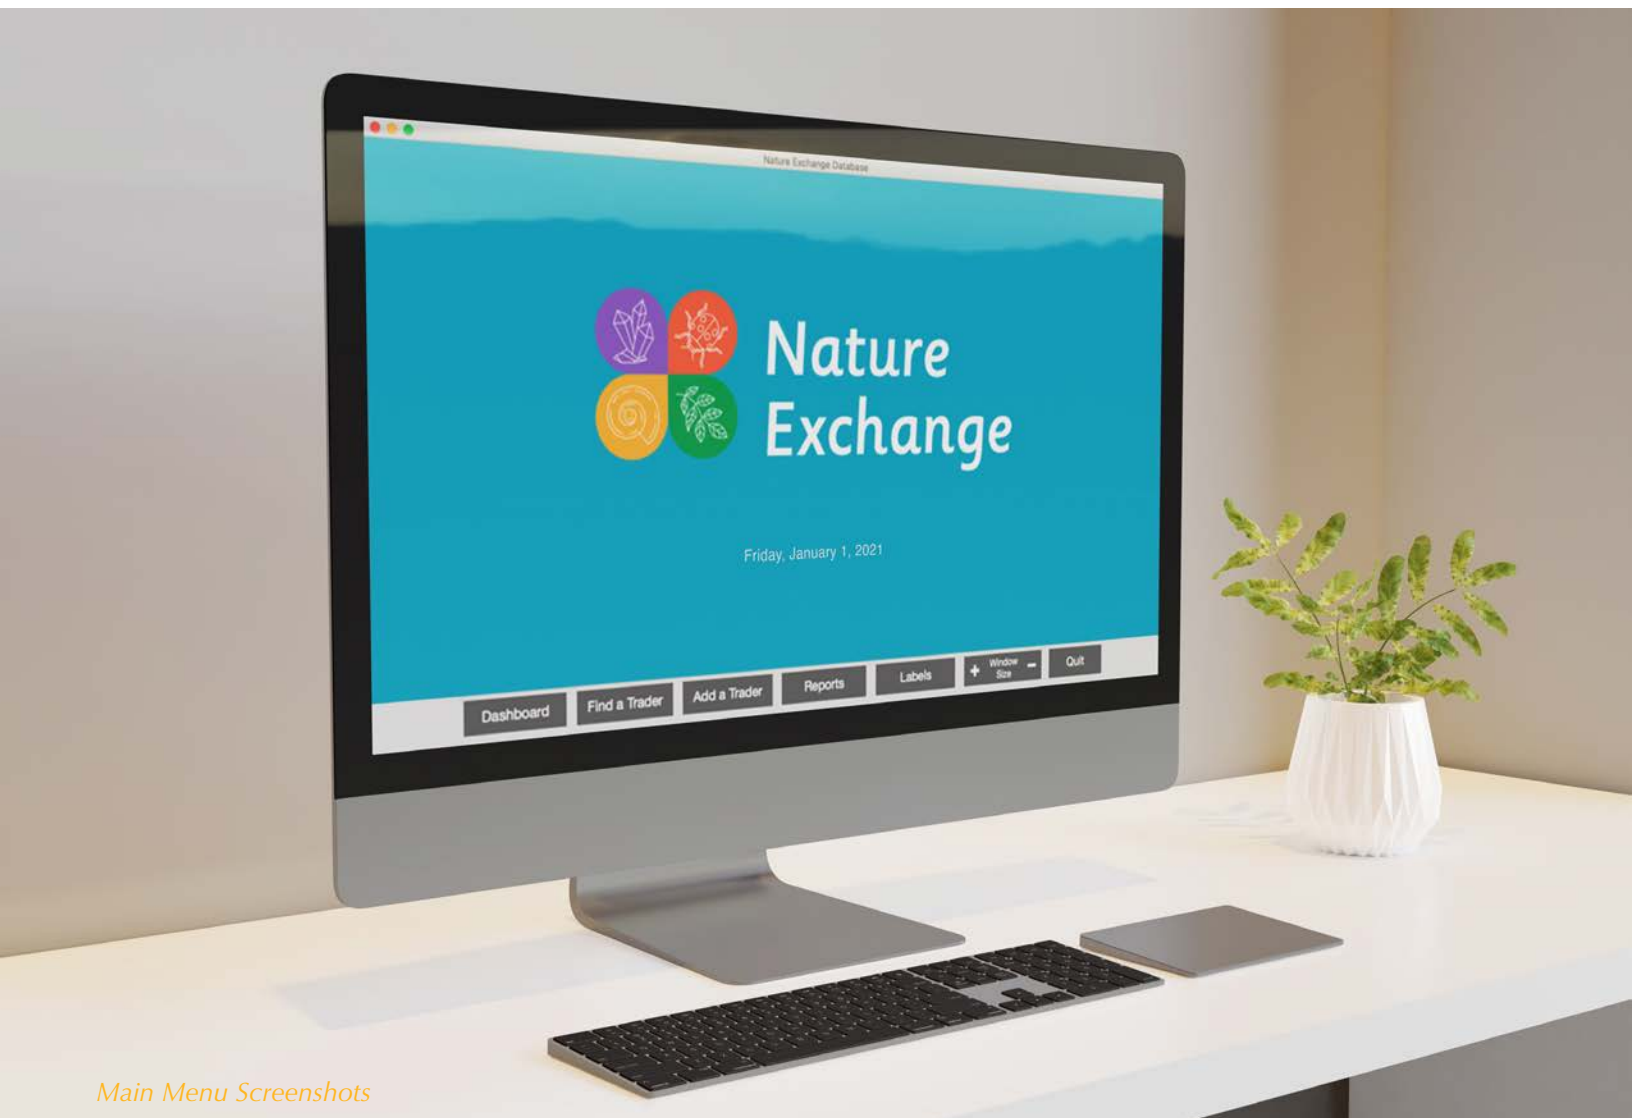 Nature Exchange Database
Nature
Exchange
Friday, January 1, 2021
Dashboard
Find a Trader
Add a Trader
Reports
Labels
+ Window Size −
Quit
Main Menu Screenshots